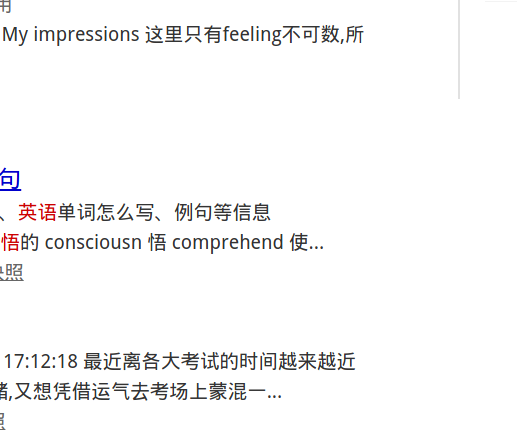 用
My impressions 这里只有feeling不可数,所
句
、英语单词怎么写、例句等信息
悟的 consciousn 悟 comprehend 使...
快照
17:12:18 最近离各大考试的时间越来越近
绪,又想凭借运气去考场上蒙混一...
照